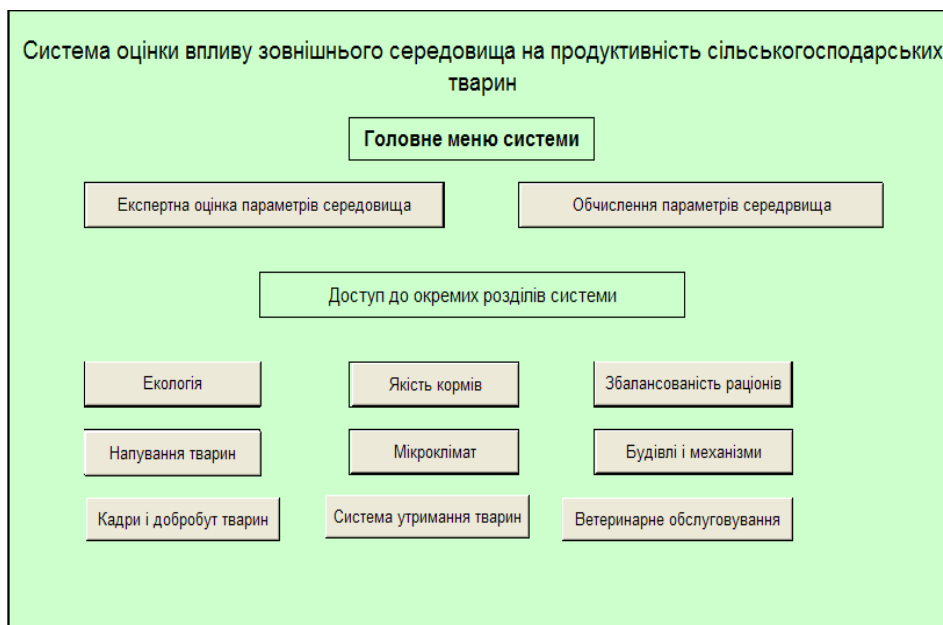 Система оцінки впливу зовнішнього середовища на продуктивність сільськогосподарських
тварин
Головне меню системи
Експертна оцінка параметрів середовища
Обчислення параметрів середрвища
Доступ до окремих розділів системи
Екологія
Якість кормів
Збалансованість раціонів
Напування тварин
Мікроклімат
Будівлі і механізми
Кадри і добробут тварин
Система утримання тварин
Ветеринарне обслуговування